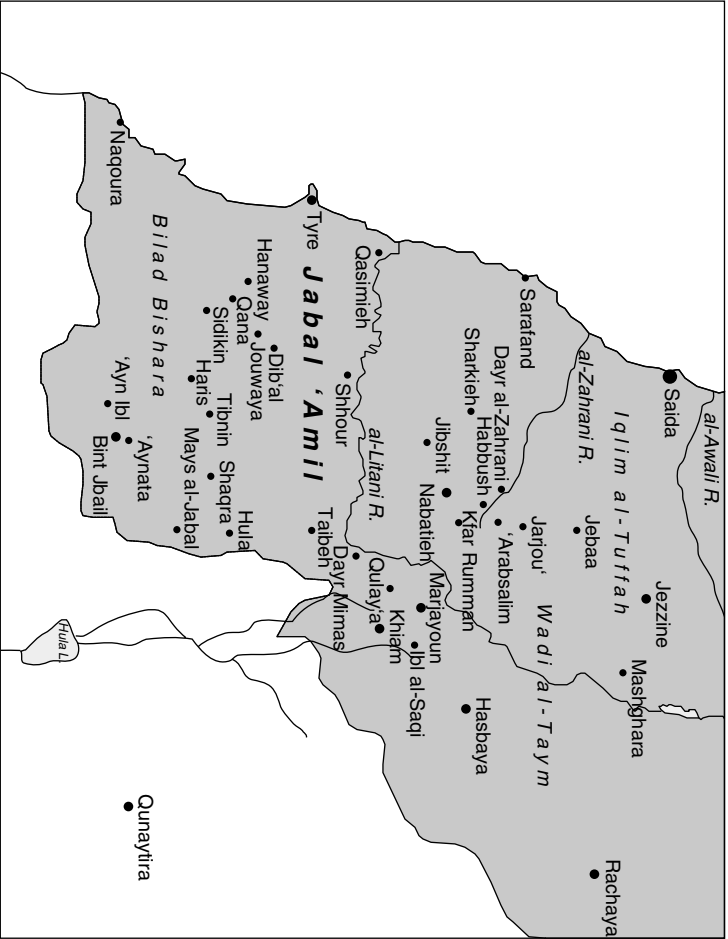 al-Awali R.
Saida
Iqlim al-Tuffah
Jezzine
Mashghara
Rachaya
al-Zahrani R.
Jebaa
Sarafand
Jarjou‘
Wadi al-Taym
Dayr al-Zahrani
‘Arabsalim
Habbush
Sharkieh
Kfar Rumman
Hasbaya
Jibshit
Nabatieh
Marjayoun
Ibl al-Saqi
Qasimieh
al-Litani R.
Khiam
Qulay‘a
Shhour
Dayr Mimas
Tyre
Jabal ‘Amil
Taibeh
Dib‘al
Hanaway
Jouwaya
Qana
Hula
Sidikin
Tibnin
Shaqra
Haris
Mays al-Jabal
Bilad Bishara
‘Aynata
‘Ayn Ibl
Bint Jbail
Naqoura
Qunaytira
Hula L.